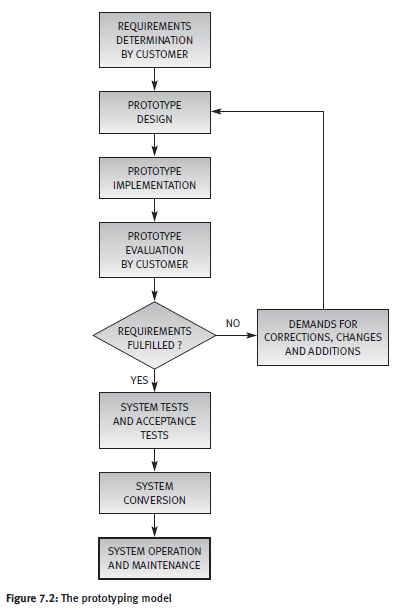 REQUIREMENTS
DETERMINATION
BY CUSTOMER
PROTOTYPE
DESIGN
PROTOTYPE
IMPLEMENTATION
PROTOTYPE
EVALUATION
BY CUSTOMER
REQUIREMENTS
FULFILLED ?
NO
DEMANDS FOR
CORRECTIONS, CHANGES
AND ADDITIONS
YES
SYSTEM TESTS
AND ACCEPTANCE
TESTS
SYSTEM
CONVERSION
SYSTEM OPERATION
AND MAINTENANCE
Figure 7.2: The prototyping model